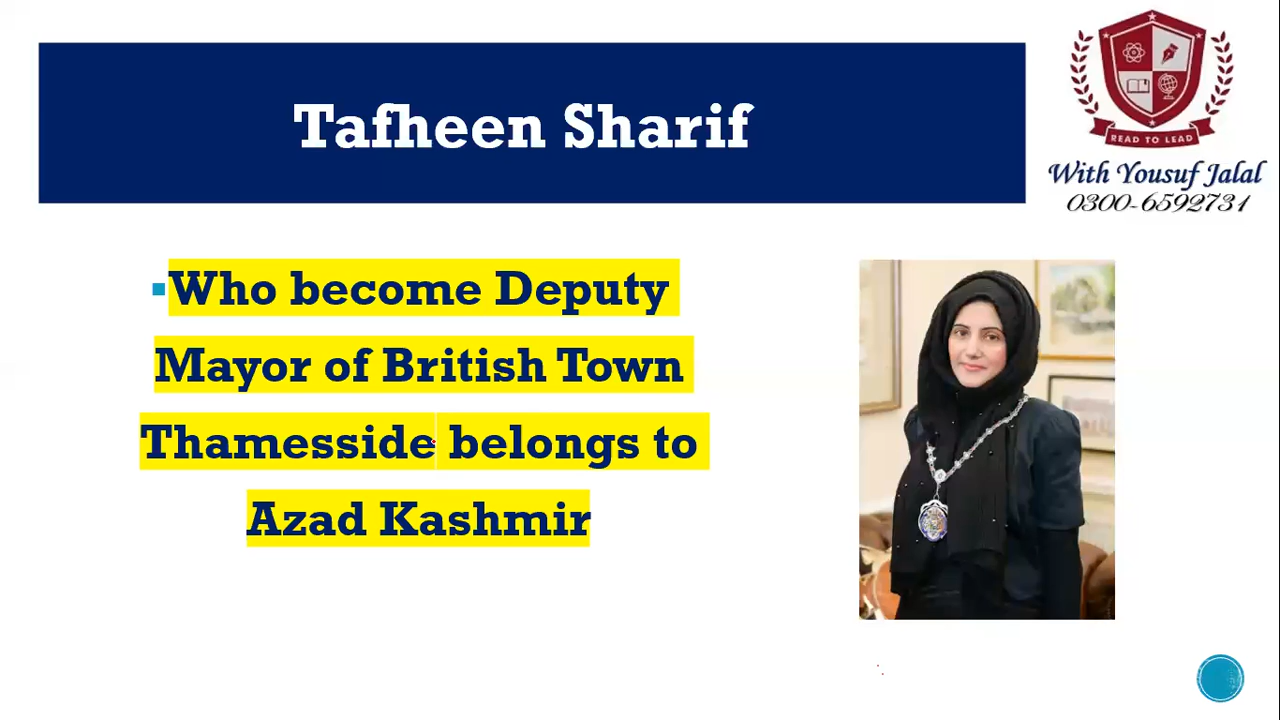 Tafheen Sharif
READ TO LEAD
With Yousuf Jalal
0300-6592731
Who become Deputy
Mayor of British Town
Thamesside belongs to
Azad Kashmir